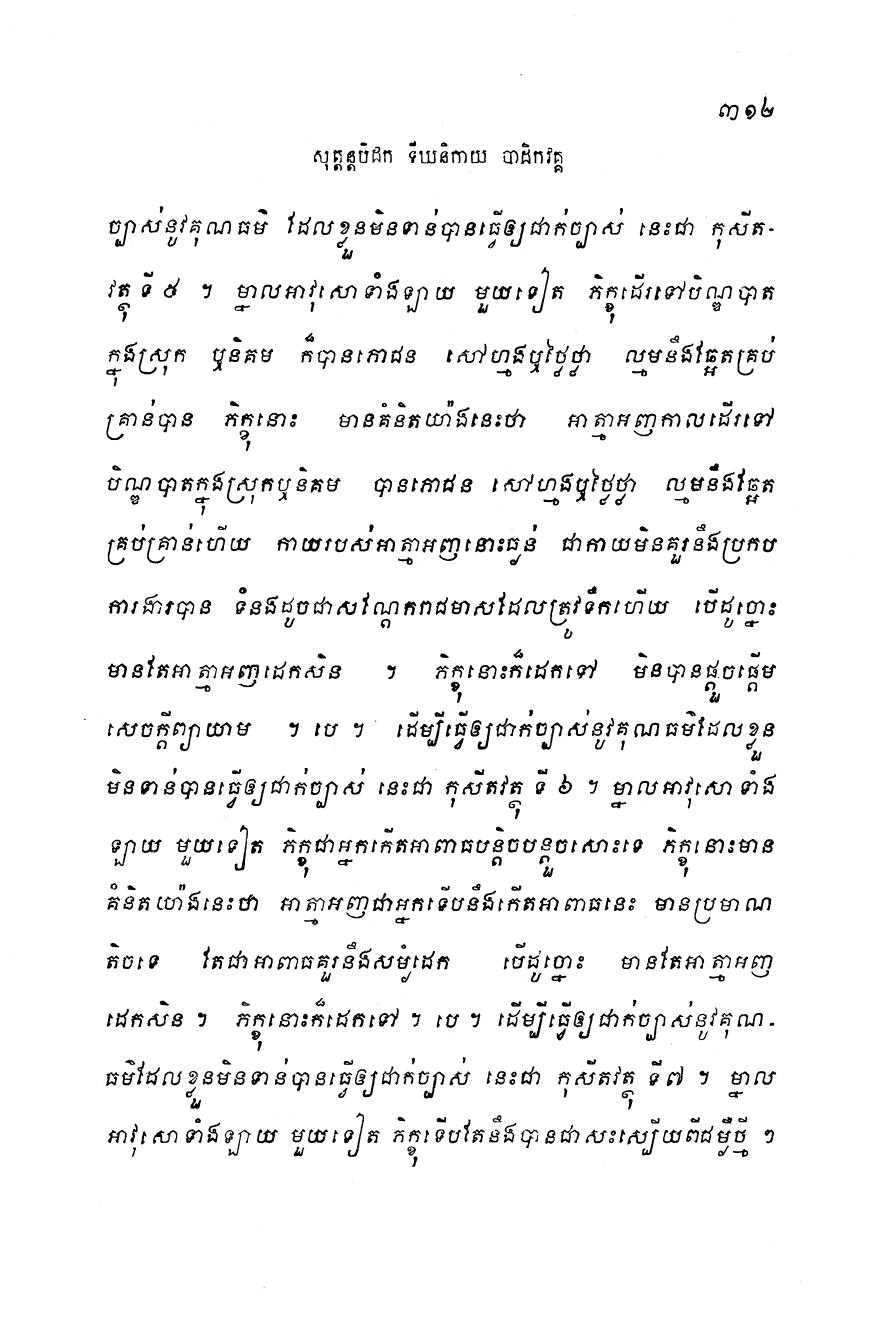 ៣១២
សុត្តន្តបិដក ទីឃនិកាយ បាដិកវគ្គ
ច្បាស់នូវគុណធម៌ ដែលខ្លួនមិនទាន់បានធ្វើឲ្យជាក់ច្បាស់ នេះជា កុសីត-
វត្ថុ ទី ៥ ។ ម្នាលអាវុសោទាំងឡាយ មួយទៀត ភិក្ខុដើរទៅបិណ្ឌបាត
ក្នុងស្រុក ឬនិគម ក៏បានភោជន សៅហ្មងឬថ្លៃថ្លា ល្មមនឹងឆ្អែតគ្រប់
គ្រាន់បាន ភិក្ខុនោះ មានគំនិតយ៉ាងនេះថា អាត្មាអញកាលដើរទៅ
បិណ្ឌបាតក្នុងស្រុកឬនិគម បានភោជន សៅហ្មងឬថ្លៃថ្លា ល្មមនឹងឆ្អែត
គ្រប់គ្រាន់ហើយ កាយរបស់អាត្មាអញនោះធ្ងន់ ជាកាយមិនគួរនឹងប្រកប
ការងារបាន ទំនងដូចជាសណ្តែករាជមាសដែលត្រូវទឹកហើយ បើដូច្នោះ
មានតែអាត្មាអញដេកសិន ។ ភិក្ខុនោះក៏ដេកទៅ មិនបានផ្តួចផ្តើម
សេចក្តីព្យាយាម ។ បេ ។ ដើម្បីធ្វើឲ្យជាក់ច្បាស់នូវគុណធម៌ដែលខ្លួន
មិនទាន់បានធ្វើឲ្យជាក់ច្បាស់ នេះជា កុសីតវត្ថុ ទី ៦ ។ ម្នាលអាវុសោទាំង
ឡាយ មួយទៀត ភិក្ខុជាអ្នកកើតអាពាធបន្តិចបន្តួចសោះទេ ភិក្ខុនោះមាន
គំនិតយ៉ាងនេះថា អាត្មាអញជាអ្នកទើបនឹងកើតអាពាធនេះ មានប្រមាណ
តិចទេ តែជាអាពាធគួរនឹងសម្ងំដេក បើដូច្នោះ មានតែអាត្មាអញ
ដេកសិន ។ ភិក្ខុនោះក៏ដេកទៅ ។ បេ ។ ដើម្បីធ្វើឲ្យជាក់ច្បាស់នូវគុណ-
ធម៌ដែលខ្លួនមិនទាន់បានធ្វើឲ្យជាក់ច្បាស់ នេះជា កុសីតវត្ថុ ទី៧ ។ ម្នាល
អាវុសោទាំងឡាយ មួយទៀត ភិក្ខុទើបតែនឹងបានជាសះស្បើយពីជម្ងឺថ្មី ៗ